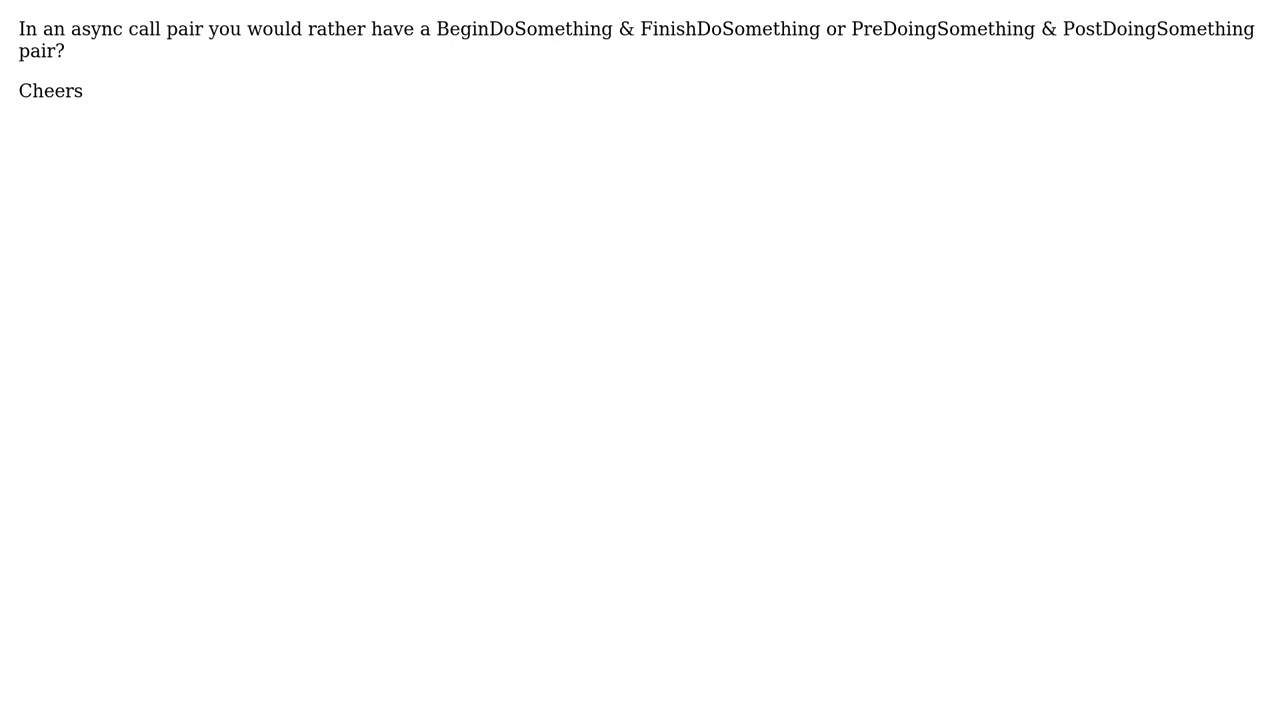 In an async call pair you would rather have a BeginDoSomething & FinishDoSomething or PreDoingSomething & PostDoingSomething
pair?
Cheers